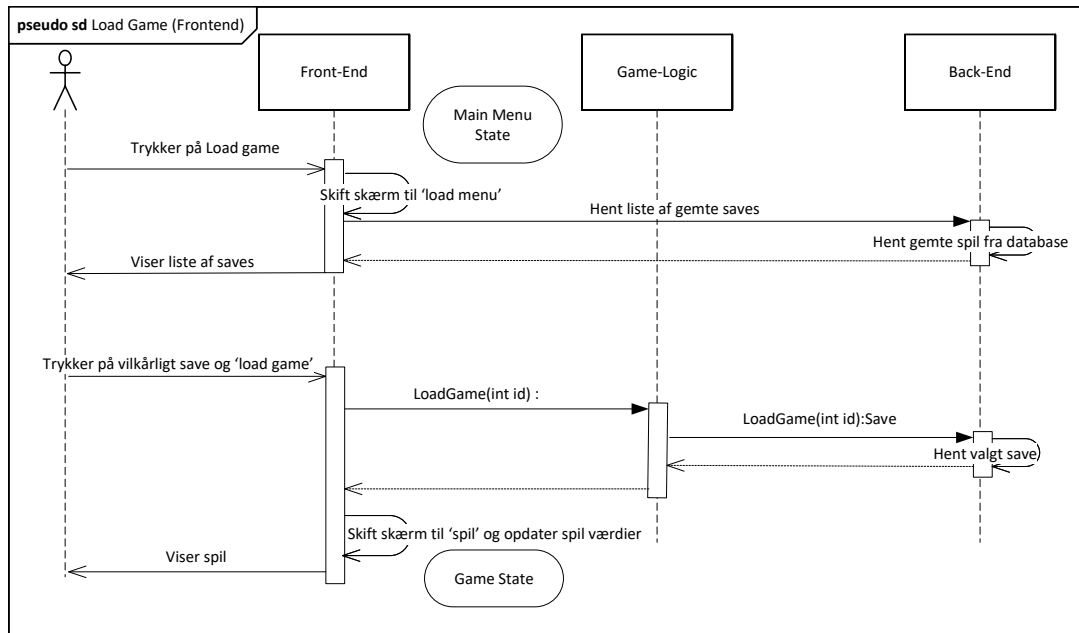 pseudo sd Load Game (Frontend)
Front-End
Game-Logic
Back-End
Main Menu
State
Trykker på Load game
Skift skærm til ‘load menu’
Hent liste af gemte saves
Hent gemte spil fra database
Viser liste af saves
Trykker på vilkårligt save og ‘load game’
LoadGame(int id) :
LoadGame(int id):Save
Hent valgt save
Skift skærm til ‘spil’ og opdater spil værdier
Viser spil
Game State